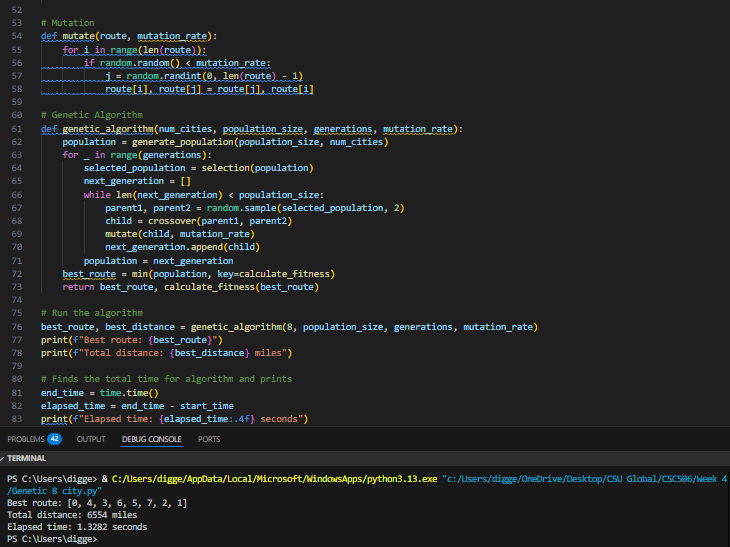 52
53 # Mutation
54 def mutate(route, mutation_rate):
55     for i in range(len(route)):
56         if random.random() < mutation_rate:
57             j = random.randint(0, len(route) - 1)
58             route[i], route[j] = route[j], route[i]
59
60 # Genetic Algorithm
61 def genetic_algorithm(num_cities, population_size, generations, mutation_rate):
62     population = generate_population(population_size, num_cities)
63     for _ in range(generations):
64         selected_population = selection(population)
65         next_generation = []
66         while len(next_generation) < population_size:
67             parent1, parent2 = random.sample(selected_population, 2)
68             child = crossover(parent1, parent2)
69             mutate(child, mutation_rate)
70             next_generation.append(child)
71         population = next_generation
72     best_route = min(population, key=calculate_fitness)
73     return best_route, calculate_fitness(best_route)
74
75 # Run the algorithm
76 best_route, best_distance = genetic_algorithm(8, population_size, generations, mutation_rate)
77 print(f"Best route: {best_route}")
78 print(f"Total distance: {best_distance} miles")
79
80 # Finds the total time for algorithm and prints
81 end_time = time.time()
82 elapsed_time = end_time - start_time
83 print(f"Elapsed time: {elapsed_time:.4f} seconds")
PROBLEMS 42 OUTPUT DEBUG CONSOLE PORTS
TERMINAL
PS C:\Users\digge> & C:/Users/digge/AppData/Local/Microsoft/WindowsApps/python3.13.exe "c:/Users/digge/OneDrive/Desktop/CSU Global/CSC506/Week 4
/Genetic 8 city.py"
Best route: [0, 4, 3, 6, 5, 7, 2, 1]
Total distance: 6554 miles
Elapsed time: 1.3282 seconds
PS C:\Users\digge>